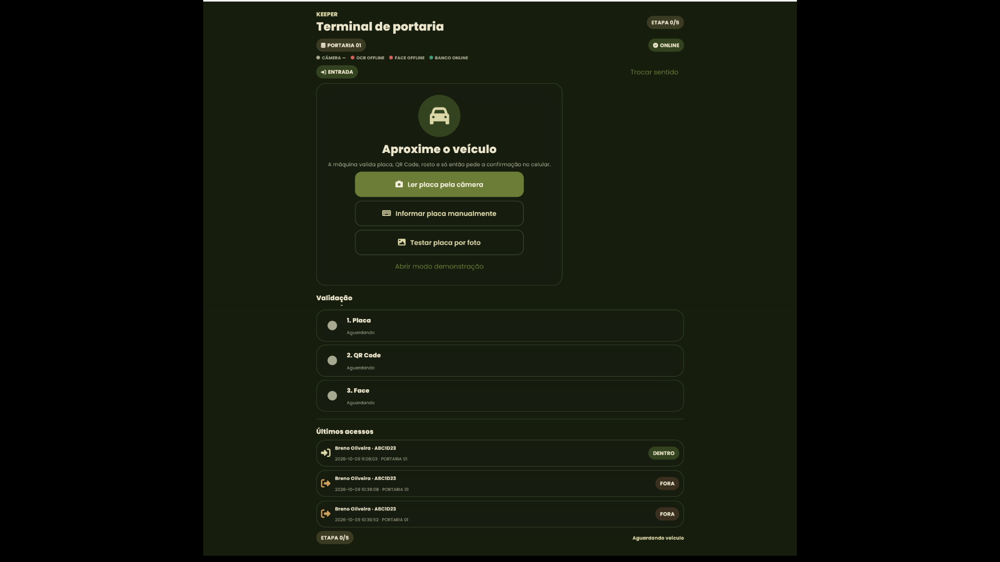 KEEPER
Terminal de portaria
ETAPA 0/5
PORTARIA 01
ONLINE
CÂMERA — OCR OFFLINE FACE OFFLINE BANCO ONLINE
ENTRADA
Trocar sentido
Aproxime o veículo
A máquina valida placa, QR Code, rosto e só então pede a confirmação no celular.
Ler placa pela câmera
Informar placa manualmente
Testar placa por foto
Abrir modo demonstração
Validação
1. Placa
Aguardando
2. QR Code
Aguardando
3. Face
Aguardando
Últimos acessos
Breno Oliveira · ABC1D23
2026-10-09 11:08:03 · PORTARIA 01
DENTRO
Breno Oliveira · ABC1D23
2026-10-09 10:39:08 · PORTARIA 01
FORA
Breno Oliveira · ABC1D23
2026-10-09 10:30:52 · PORTARIA 01
FORA
ETAPA 0/5
Aguardando veículo